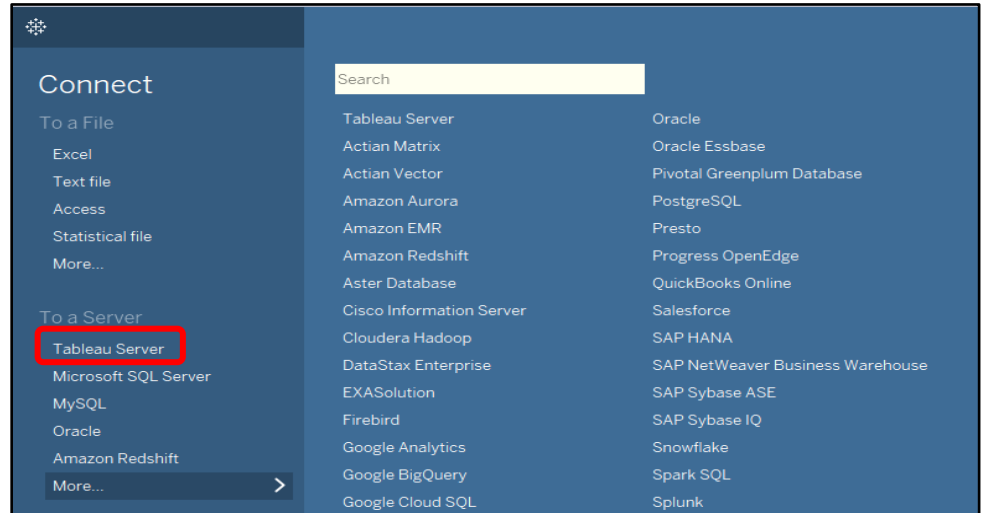 Connect
To a File
Excel
Text file
Access
Statistical file
More...
To a Server
Tableau Server
Microsoft SQL Server
MySQL
Oracle
Amazon Redshift
More...
Search
Tableau Server
Actian Matrix
Actian Vector
Amazon Aurora
Amazon EMR
Amazon Redshift
Aster Database
Cisco Information Server
Cloudera Hadoop
DataStax Enterprise
EXASolution
Firebird
Google Analytics
Google BigQuery
Google Cloud SQL
Oracle
Oracle Essbase
Pivotal Greenplum Database
PostgreSQL
Presto
Progress OpenEdge
QuickBooks Online
Salesforce
SAP HANA
SAP NetWeaver Business Warehouse
SAP Sybase ASE
SAP Sybase IQ
Snowflake
Spark SQL
Splunk